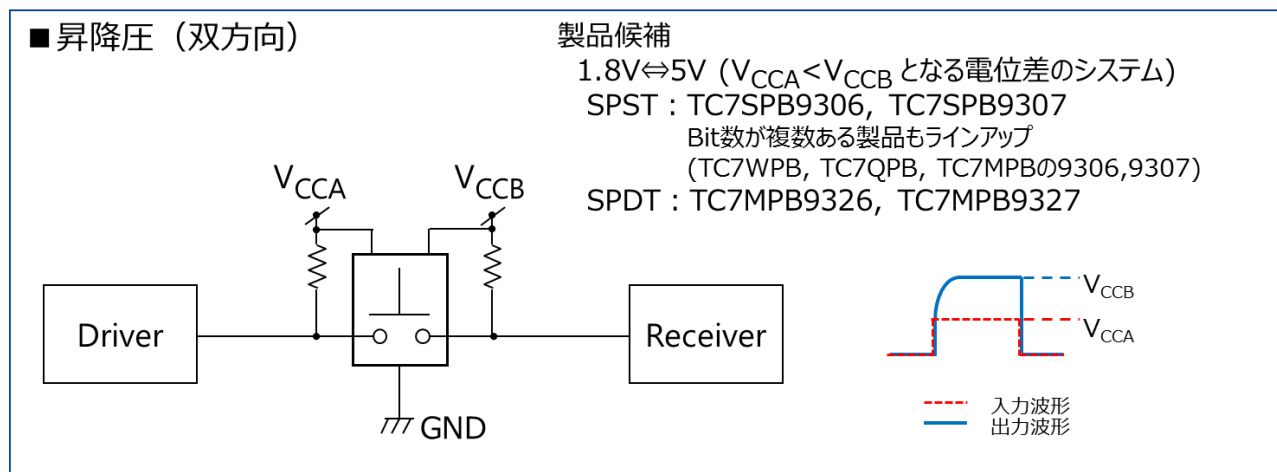 ■昇降圧（双方向）
製品候補
1.8V⇔5V (VCCA<VCCB となる電位差のシステム)
SPST：TC7SPB9306, TC7SPB9307
Bit数が複数ある製品もラインアップ
(TC7WPB, TC7QPB, TC7MPBの9306,9307)
SPDT：TC7MPB9326, TC7MPB9327
VCCA
VCCB
Driver
Receiver
GND
VCCB
VCCA
入力波形
出力波形